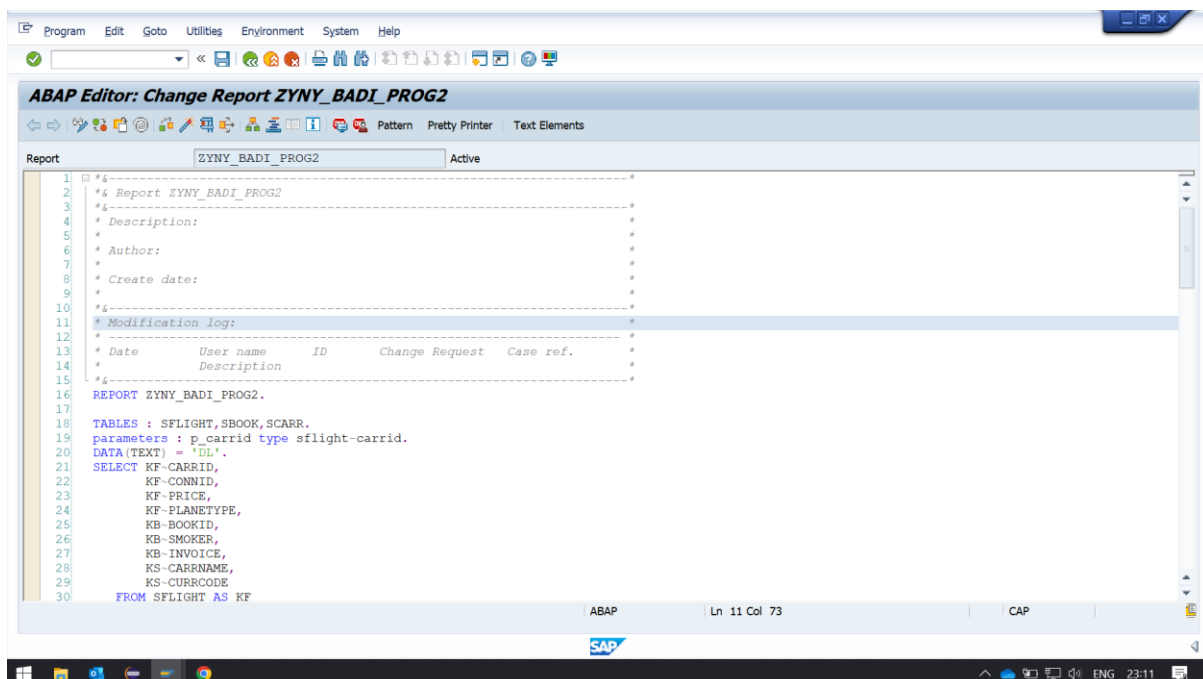 Program Edit Goto Utilities Environment System Help
ABAP Editor: Change Report ZYNY_BADI_PROG2
Pattern Pretty Printer Text Elements
Report ZYNY_BADI_PROG2 Active
1 *&---------------------------------------------------------------------*
2 *& Report ZYNY_BADI_PROG2
3 *&---------------------------------------------------------------------*
4 * Description: *
5 * *
6 * Author: *
7 * *
8 * Create date: *
9 * *
10 *&---------------------------------------------------------------------*
11 * Modification log: *
12 * --------------------------------------------------------------------- *
13 * Date User name ID Change Request Case ref. *
14 * Description *
15 *&---------------------------------------------------------------------*
16 REPORT ZYNY_BADI_PROG2.
17
18 TABLES : SFLIGHT,SBOOK,SCARR.
19 parameters : p_carrid type sflight-carrid.
20 DATA(TEXT) = 'DL'.
21 SELECT KF~CARRID,
22 KF~CONNID,
23 KF~PRICE,
24 KF~PLANETYPE,
25 KB~BOOKID,
26 KB~SMOKER,
27 KB~INVOICE,
28 KS~CARRNAME,
29 KS~CURRCODE
30 FROM SFLIGHT AS KF
ABAP Ln 11 Col 73 CAP
SAP
ENG 23:11